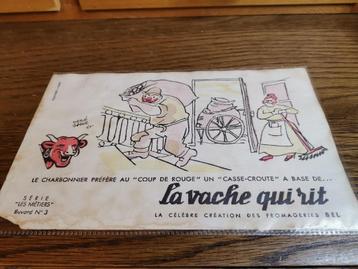 LE CHARBONNIER PRÉFÈRE AU "COUP DE ROUGE" UN "CASSE-CROUTE" A BASE DE...
La vache qui rit
LA CÉLÈBRE CRÉATION DES FROMAGERIES BEL
SÉRIE
"LES MÉTIERS"
Buvard N° 3